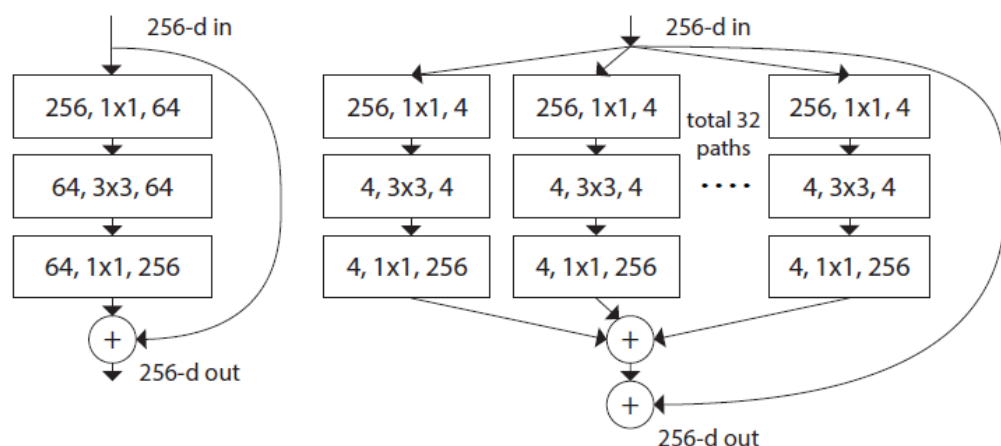 256-d in
256, 1x1, 64
64, 3x3, 64
64, 1x1, 256
+
256-d out
256-d in
256, 1x1, 4
256, 1x1, 4
total 32
paths
256, 1x1, 4
4, 3x3, 4
4, 3x3, 4
....
4, 3x3, 4
4, 1x1, 256
4, 1x1, 256
4, 1x1, 256
+
+
256-d out